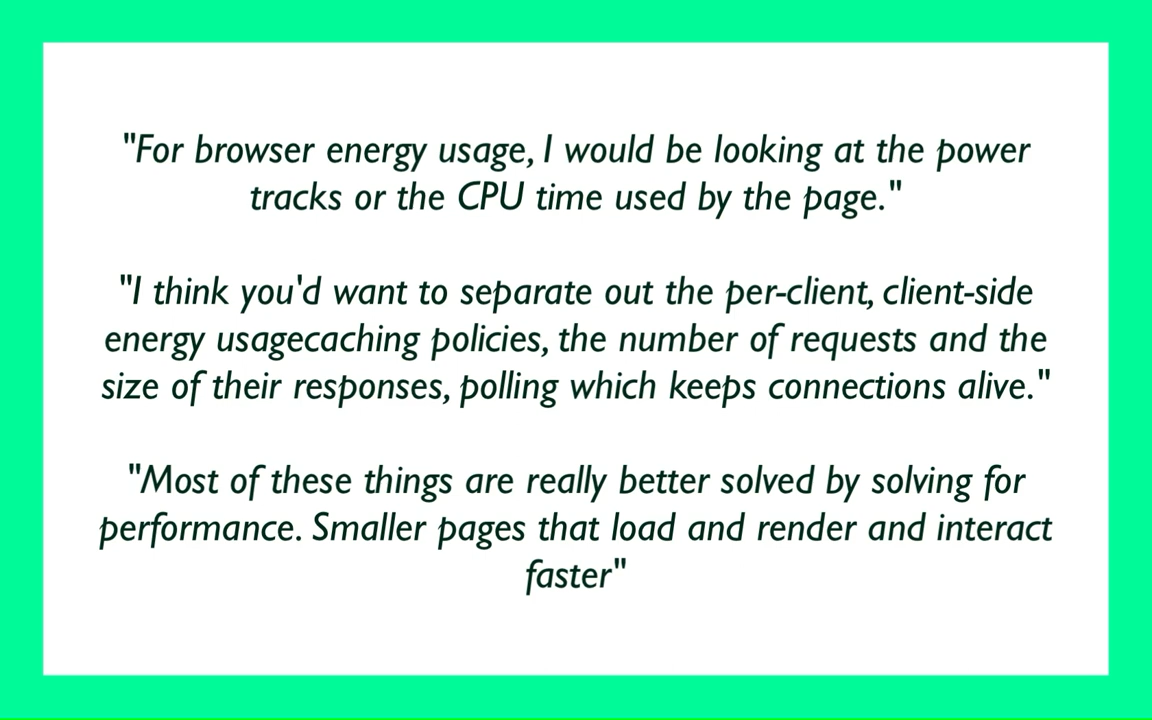 "For browser energy usage, I would be looking at the power
tracks or the CPU time used by the page."
"I think you'd want to separate out the per-client, client-side
energy usagecaching policies, the number of requests and the
size of their responses, polling which keeps connections alive."
"Most of these things are really better solved by solving for
performance. Smaller pages that load and render and interact
faster"